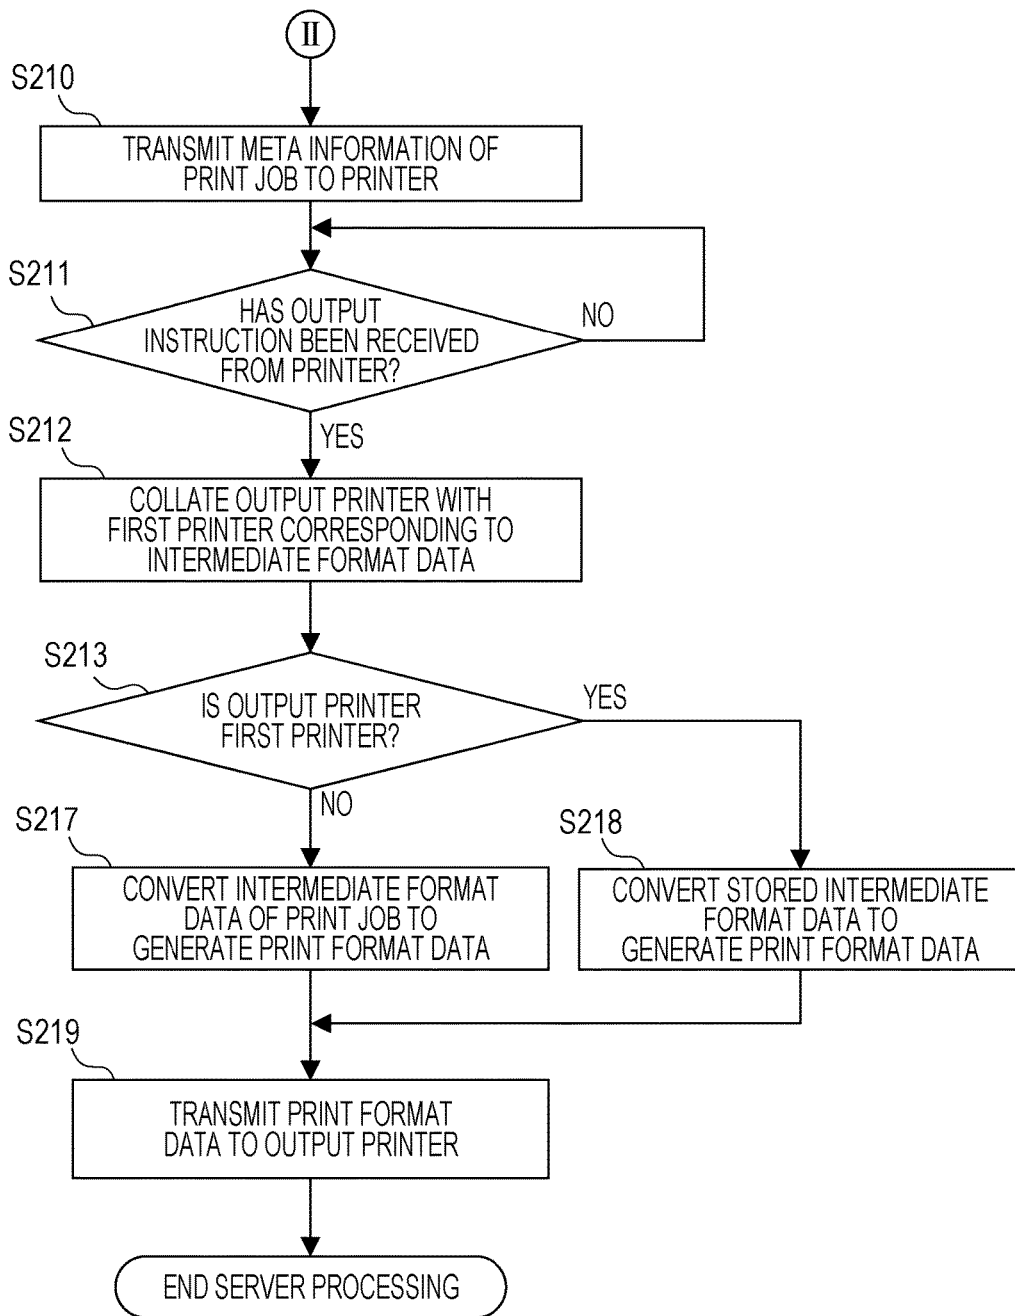 II
S210
TRANSMIT META INFORMATION OF
PRINT JOB TO PRINTER
S211
HAS OUTPUT
INSTRUCTION BEEN RECEIVED
FROM PRINTER?
NO
YES
S212
COLLATE OUTPUT PRINTER WITH
FIRST PRINTER CORRESPONDING TO
INTERMEDIATE FORMAT DATA
S213
IS OUTPUT PRINTER
FIRST PRINTER?
YES
NO
S217
CONVERT INTERMEDIATE FORMAT
DATA OF PRINT JOB TO
GENERATE PRINT FORMAT DATA
S218
CONVERT STORED INTERMEDIATE
FORMAT DATA TO
GENERATE PRINT FORMAT DATA
S219
TRANSMIT PRINT FORMAT
DATA TO OUTPUT PRINTER
END SERVER PROCESSING